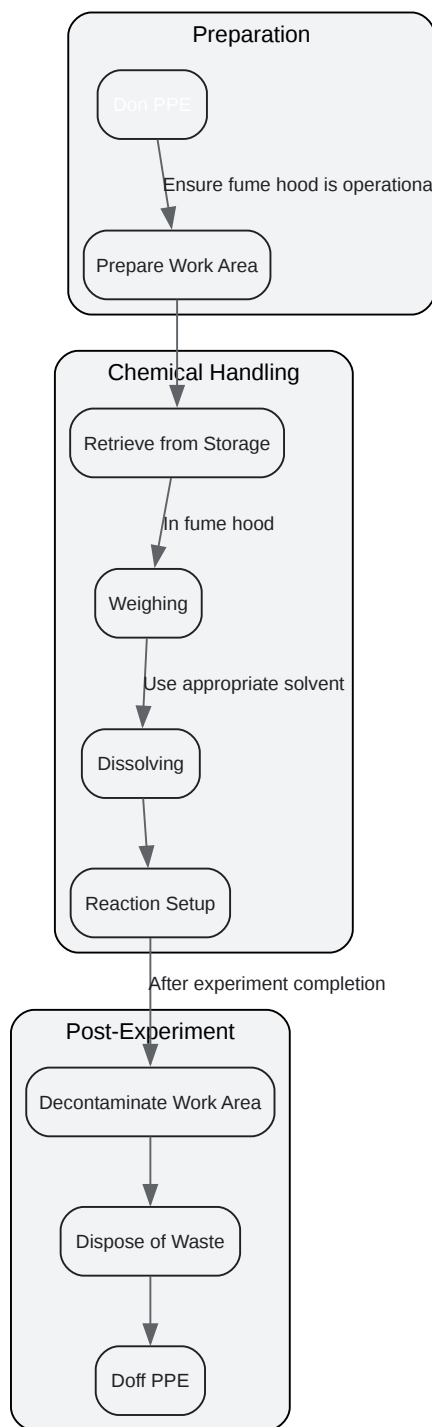 Preparation
Don PPE
Ensure fume hood is operational
Prepare Work Area
Chemical Handling
Retrieve from Storage
In fume hood
Weighing
Use appropriate solvent
Dissolving
Reaction Setup
After experiment completion
Post-Experiment
Decontaminate Work Area
Dispose of Waste
Doff PPE